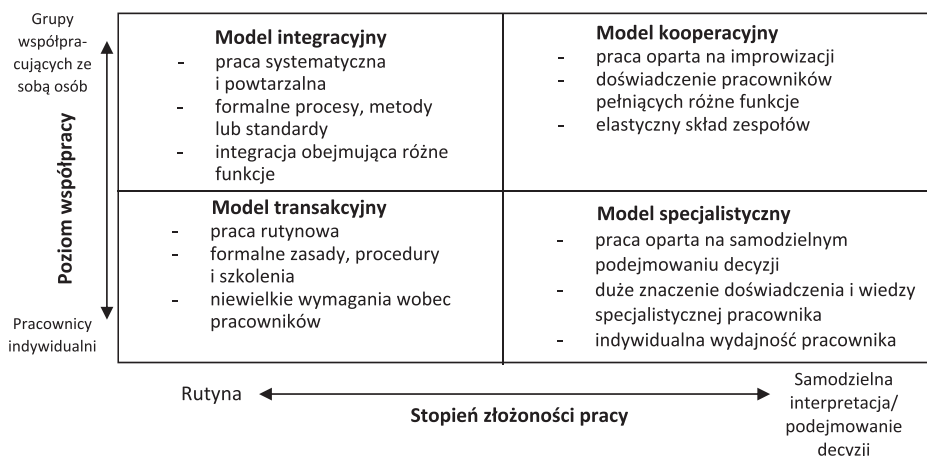 Grupy
współpra-
cujących ze
sobą osób
Poziom współpracy
Pracownicy
indywidualni
Model integracyjny
- praca systematyczna
i powtarzalna
- formalne procesy, metody
lub standardy
- integracja obejmująca różne
funkcje
Model kooperacyjny
- praca oparta na improwizacji
- doświadczenie pracowników
pełniących różne funkcje
- elastyczny skład zespołów
Model transakcyjny
- praca rutynowa
- formalne zasady, procedury
i szkolenia
- niewielkie wymagania wobec
pracowników
Model specjalistyczny
- praca oparta na samodzielnym
podejmowaniu decyzji
- duże znaczenie doświadczenia i wiedzy
specjalistycznej pracownika
- indywidualna wydajność pracownika
Rutyna
Stopień złożoności pracy
Samodzielna
interpretacja/
podejmowanie
decyzji